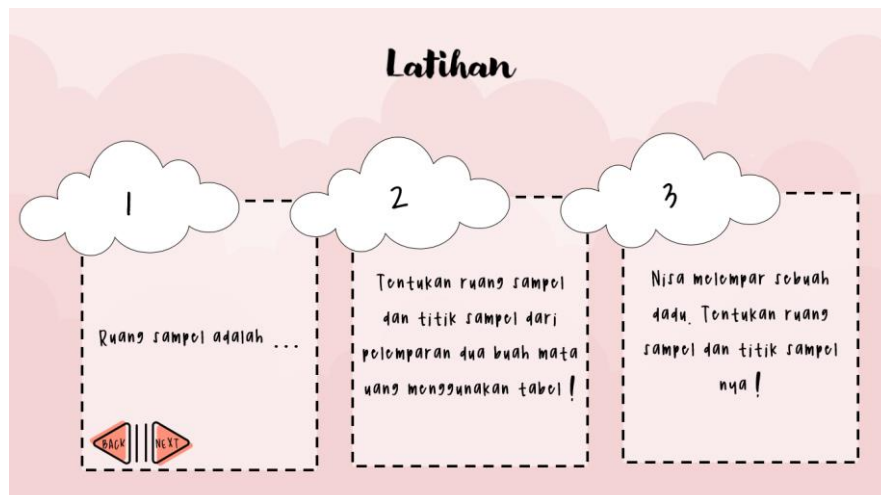 Latihan
1
Ruang sampel adalah ...
BACK
NEXT
2
Tentukan ruang sampel
dan titik sampel dari
pelemparan dua buah mata
uang menggunakan tabel !
3
Nisa melempar sebuah
dadu. Tentukan ruang
sampel dan titik sampel
nya !